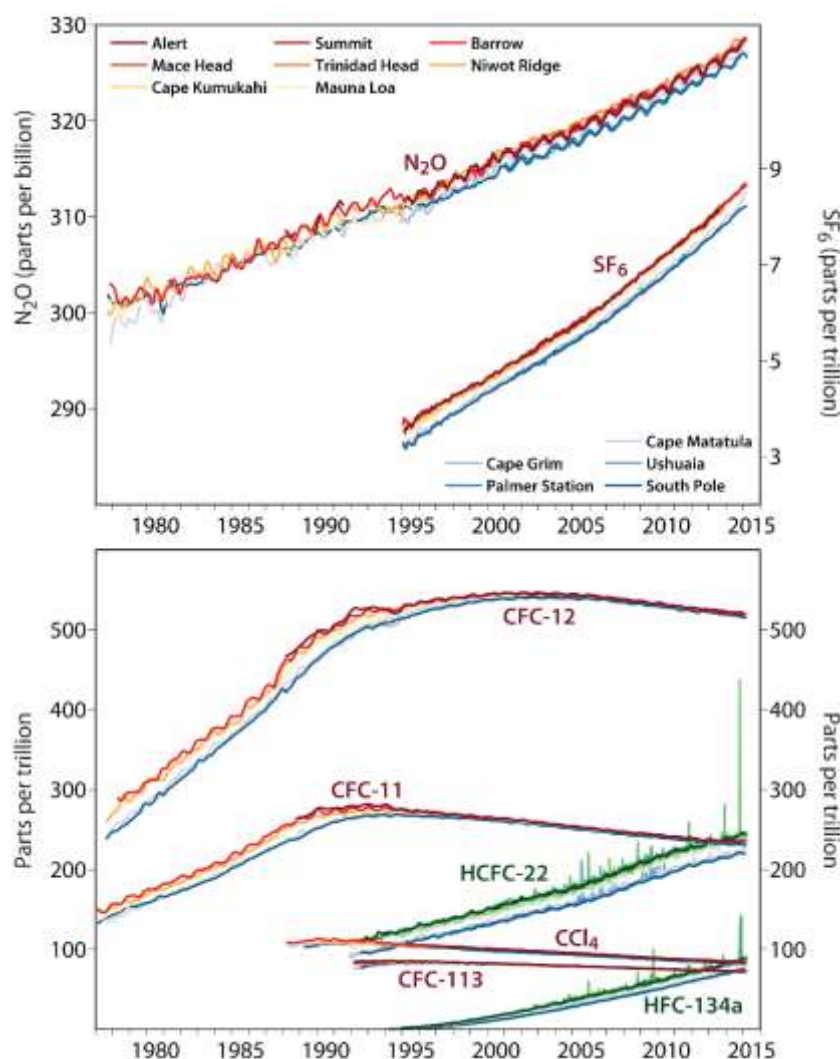 330
320
310
300
290
N₂O (parts per billion)
Alert Summit Barrow
Mace Head Trinidad Head Niwot Ridge
Cape Kumukahi Mauna Loa
N₂O
SF₆
9
7
5
3
SF₆ (parts per trillion)
Cape Matatula
Cape Grim Ushuaia
Palmer Station South Pole
1980 1985 1990 1995 2000 2005 2010 2015
500
400
300
200
100
Parts per trillion
CFC-12
CFC-11
HCFC-22
CCl₄
CFC-113
HFC-134a
500
400
300
200
100
Parts per trillion
1980 1985 1990 1995 2000 2005 2010 2015